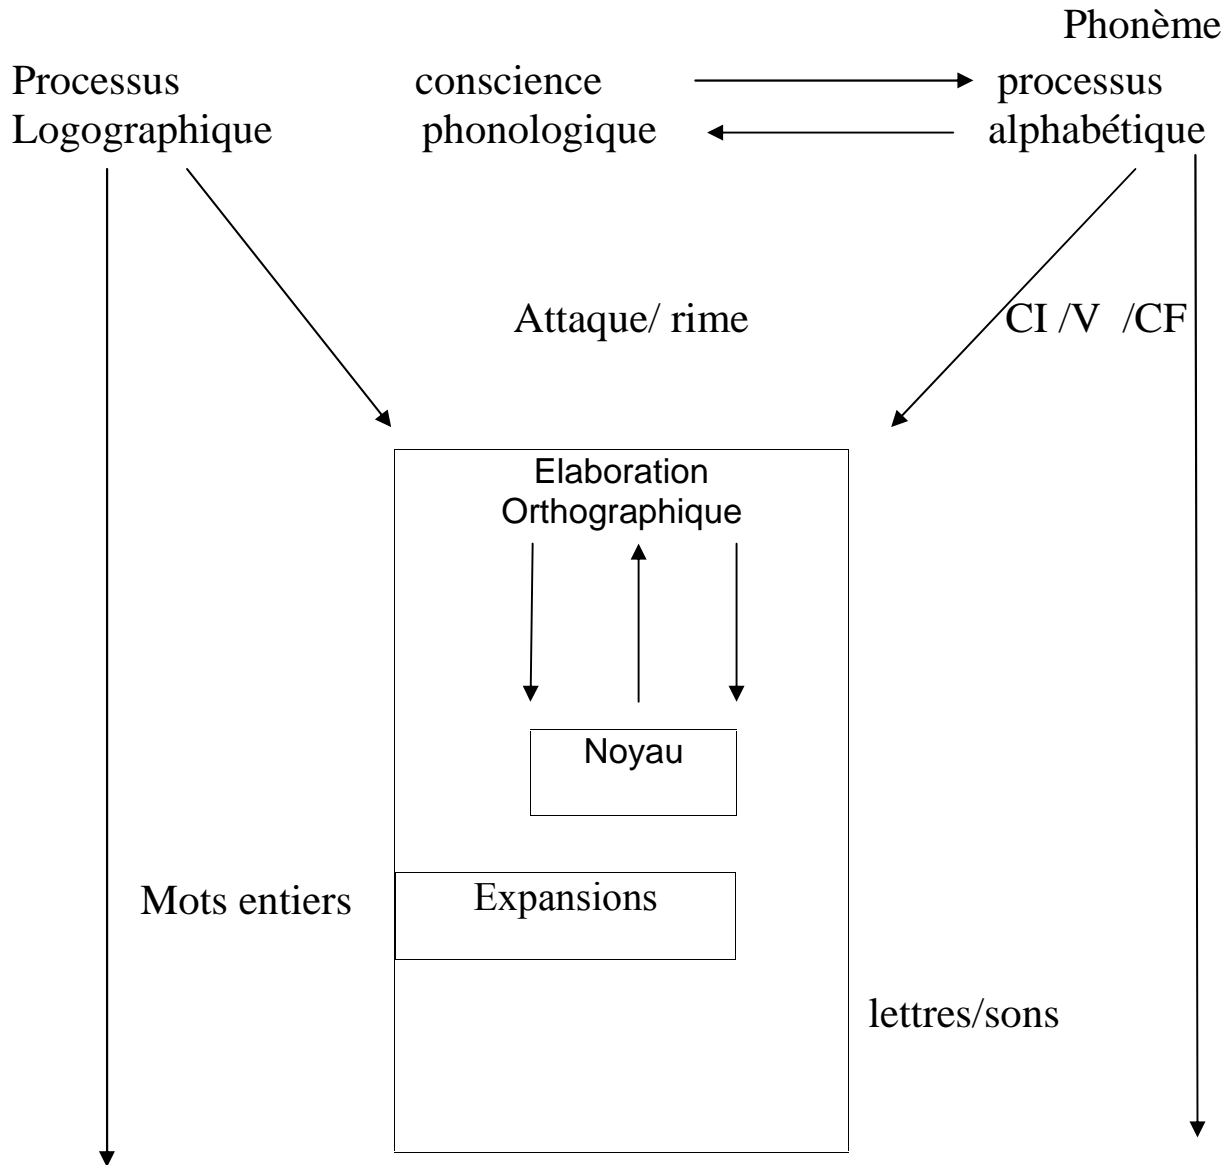 Phonème
Processus conscience processus
Logographique phonologique alphabétique
Attaque/ rime CI /V /CF
Elaboration
Orthographique
Noyau
Mots entiers Expansions
lettres/sons